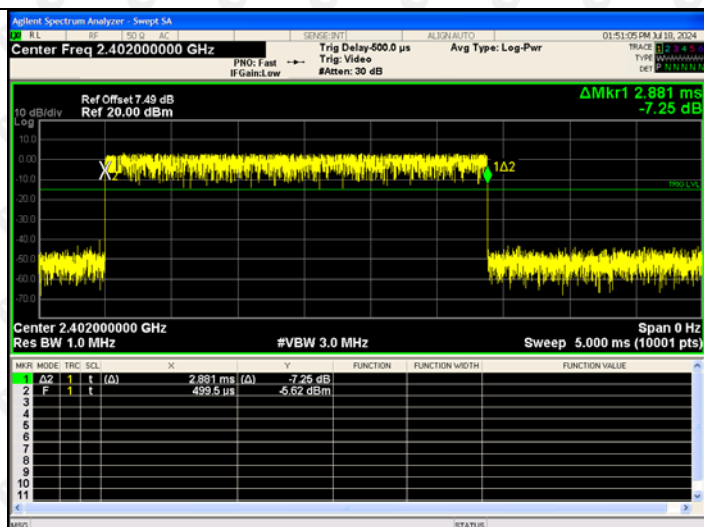 Agilent Spectrum Analyzer - Swept SA
RL RF 50 Ω AC SENSE:INT ALIGN AUTO 01:51:05 PM Jul 18, 2024
Center Freq 2.402000000 GHz
PNO: Fast
IFGain:Low
Trig Delay-500.0 µs
Trig: Video
#Atten: 30 dB
Avg Type: Log-Pwr
TRACE 1 2 3 4 5 6
TYPE
DET P N N N N N
ΔMkr1 2.881 ms
-7.25 dB
Ref Offset 7.49 dB
10 dB/div Ref 20.00 dBm
Log
10.0
0.00
-10.0
-20.0
-30.0
-40.0
-50.0
-60.0
1Δ2
2
TRIG LVL
Center 2.402000000 GHz Span 0 Hz
Res BW 1.0 MHz #VBW 3.0 MHz Sweep 5.000 ms (10001 pts)
MKR MODE TRC SCL X Y FUNCTION FUNCTION WIDTH FUNCTION VALUE
1 Δ2 1 t (Δ) 2.881 ms (Δ) -7.25 dB
2 F 1 t 499.5 µs -5.62 dBm
3
4
5
6
7
8
9
10
11
MSG STATUS